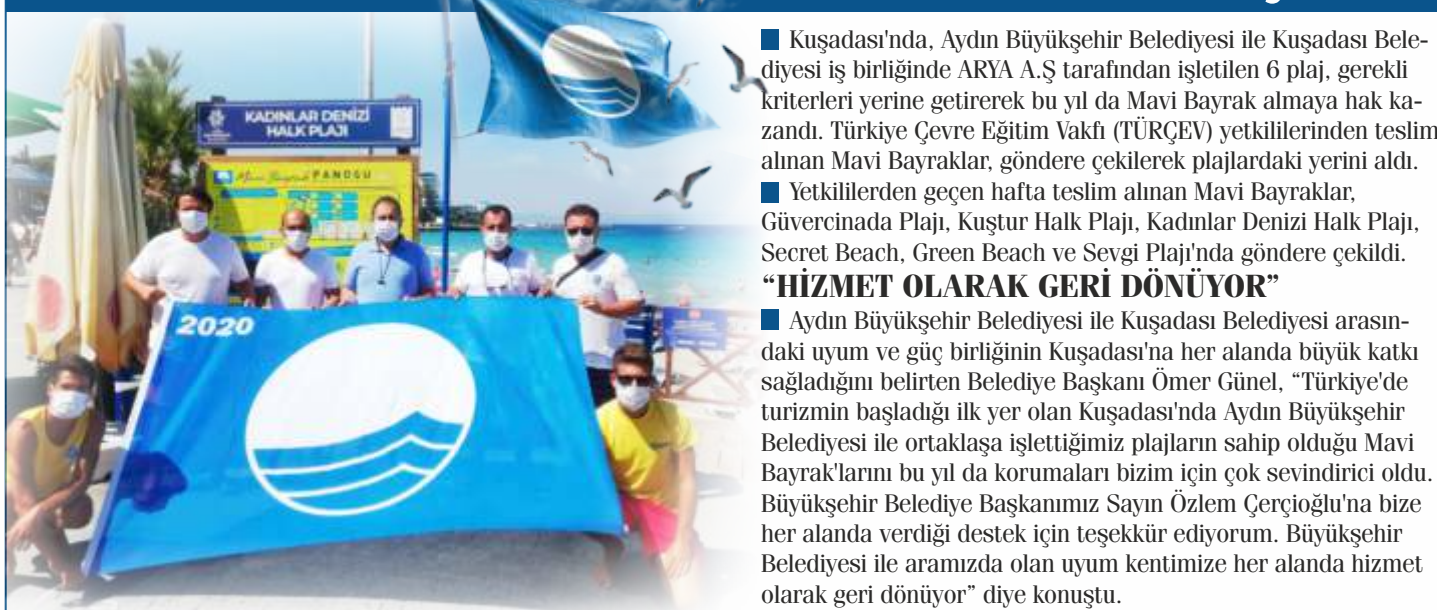 KADINLAR DENİZİ
HALK PLAJI
Mavi Bayrak PANOSU
2020
■ Kuşadası'nda, Aydın Büyükşehir Belediyesi ile Kuşadası Bele-
diyesi iş birliğinde ARYA A.Ş tarafından işletilen 6 plaj, gerekli
kriterleri yerine getirerek bu yıl da Mavi Bayrak almaya hak ka-
zandı. Türkiye Çevre Eğitim Vakfı (TÜRÇEV) yetkililerinden teslim
alınan Mavi Bayraklar, göndere çekilerek plajlardaki yerini aldı.
■ Yetkililerden geçen hafta teslim alınan Mavi Bayraklar,
Güvercinada Plajı, Kuştur Halk Plajı, Kadınlar Denizi Halk Plajı,
Secret Beach, Green Beach ve Sevgi Plajı'nda göndere çekildi.
“HİZMET OLARAK GERİ DÖNÜYOR”
■ Aydın Büyükşehir Belediyesi ile Kuşadası Belediyesi arasın-
daki uyum ve güç birliğinin Kuşadası'na her alanda büyük katkı
sağladığını belirten Belediye Başkanı Ömer Günel, “Türkiye'de
turizmin başladığı ilk yer olan Kuşadası'nda Aydın Büyükşehir
Belediyesi ile ortaklaşa işlettiğimiz plajların sahip olduğu Mavi
Bayrak'larını bu yıl da korumaları bizim için çok sevindirici oldu.
Büyükşehir Belediye Başkanımız Sayın Özlem Çerçioğlu'na bize
her alanda verdiği destek için teşekkür ediyorum. Büyükşehir
Belediyesi ile aramızda olan uyum kentimize her alanda hizmet
olarak geri dönüyor” diye konuştu.